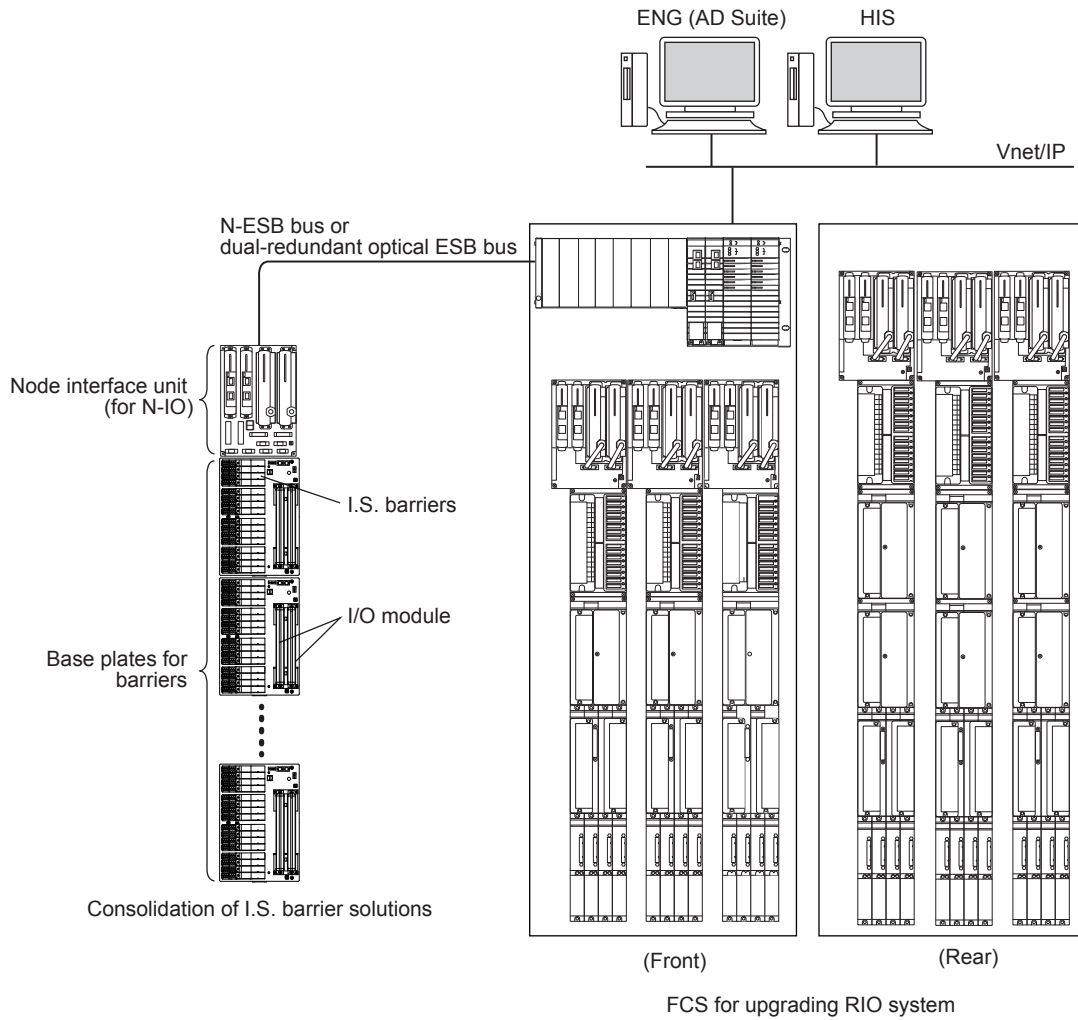 ENG (AD Suite)
HIS
Vnet/IP
N-ESB bus or
dual-redundant optical ESB bus
Node interface unit
(for N-IO)
I.S. barriers
I/O module
Base plates for
barriers
Consolidation of I.S. barrier solutions
(Front)
(Rear)
FCS for upgrading RIO system